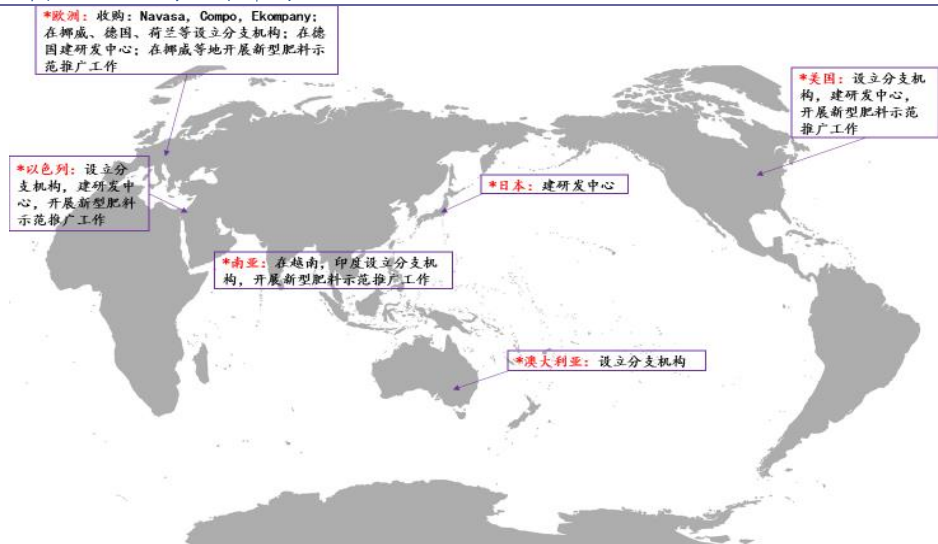 *欧洲：收购：Navasa, Compo, Ekompany；
在挪威、德国、荷兰等设立分支机构；在德
国建研发中心；在挪威等地开展新型肥料示
范推广工作
*美国：设立分支机
构，建研发中心，
开展新型肥料示范
推广工作
*以色列：设立分
支机构，建研发中
心，开展新型肥料
示范推广工作
*日本：建研发中心
*南亚：在越南，印度设立分支机
构，开展新型肥料示范推广工作
*澳大利亚：设立分支机构